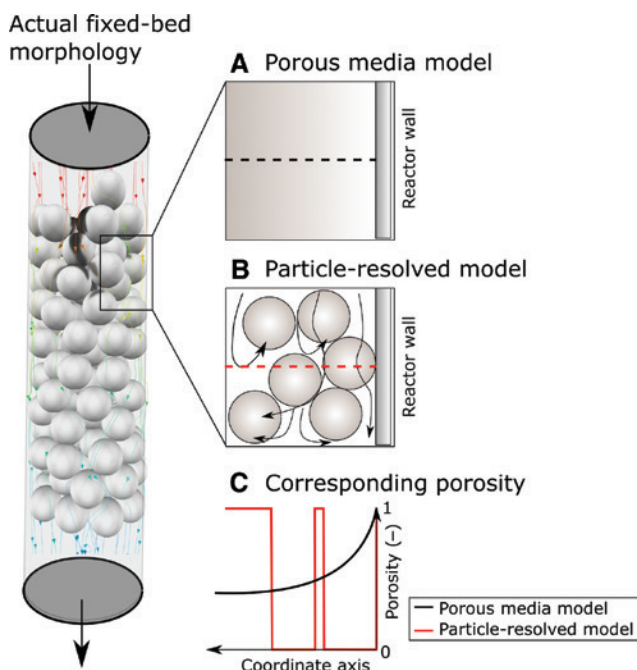 Actual fixed-bed
morphology
A Porous media model
Reactor wall
B Particle-resolved model
Reactor wall
C Corresponding porosity
1
Porosity (−)
0
Coordinate axis
Porous media model
Particle-resolved model